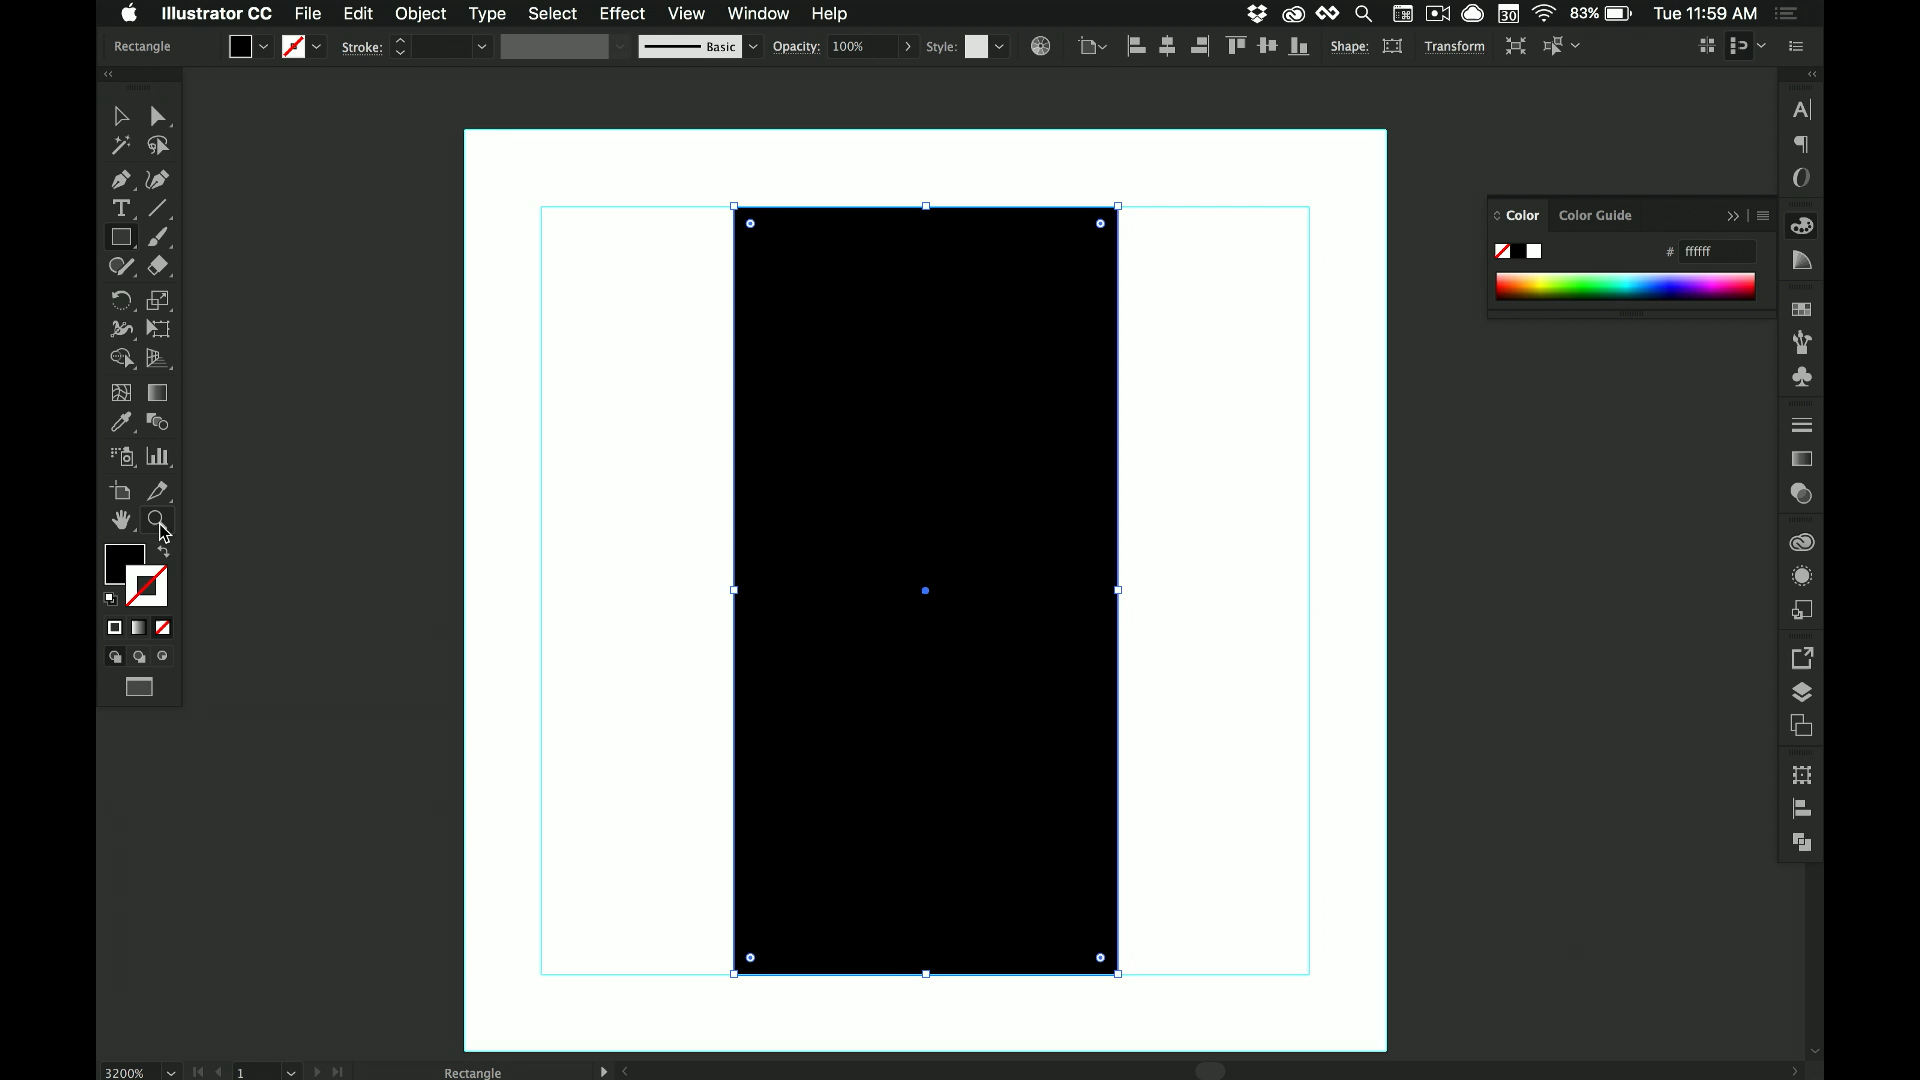 Illustrator CC File Edit Object Type Select Effect View Window Help 30 83% Tue 11:59 AM
Rectangle Stroke: Basic Opacity: 100% Style: Shape: Transform
Color Color Guide
# ffffff
3200% 1 Rectangle